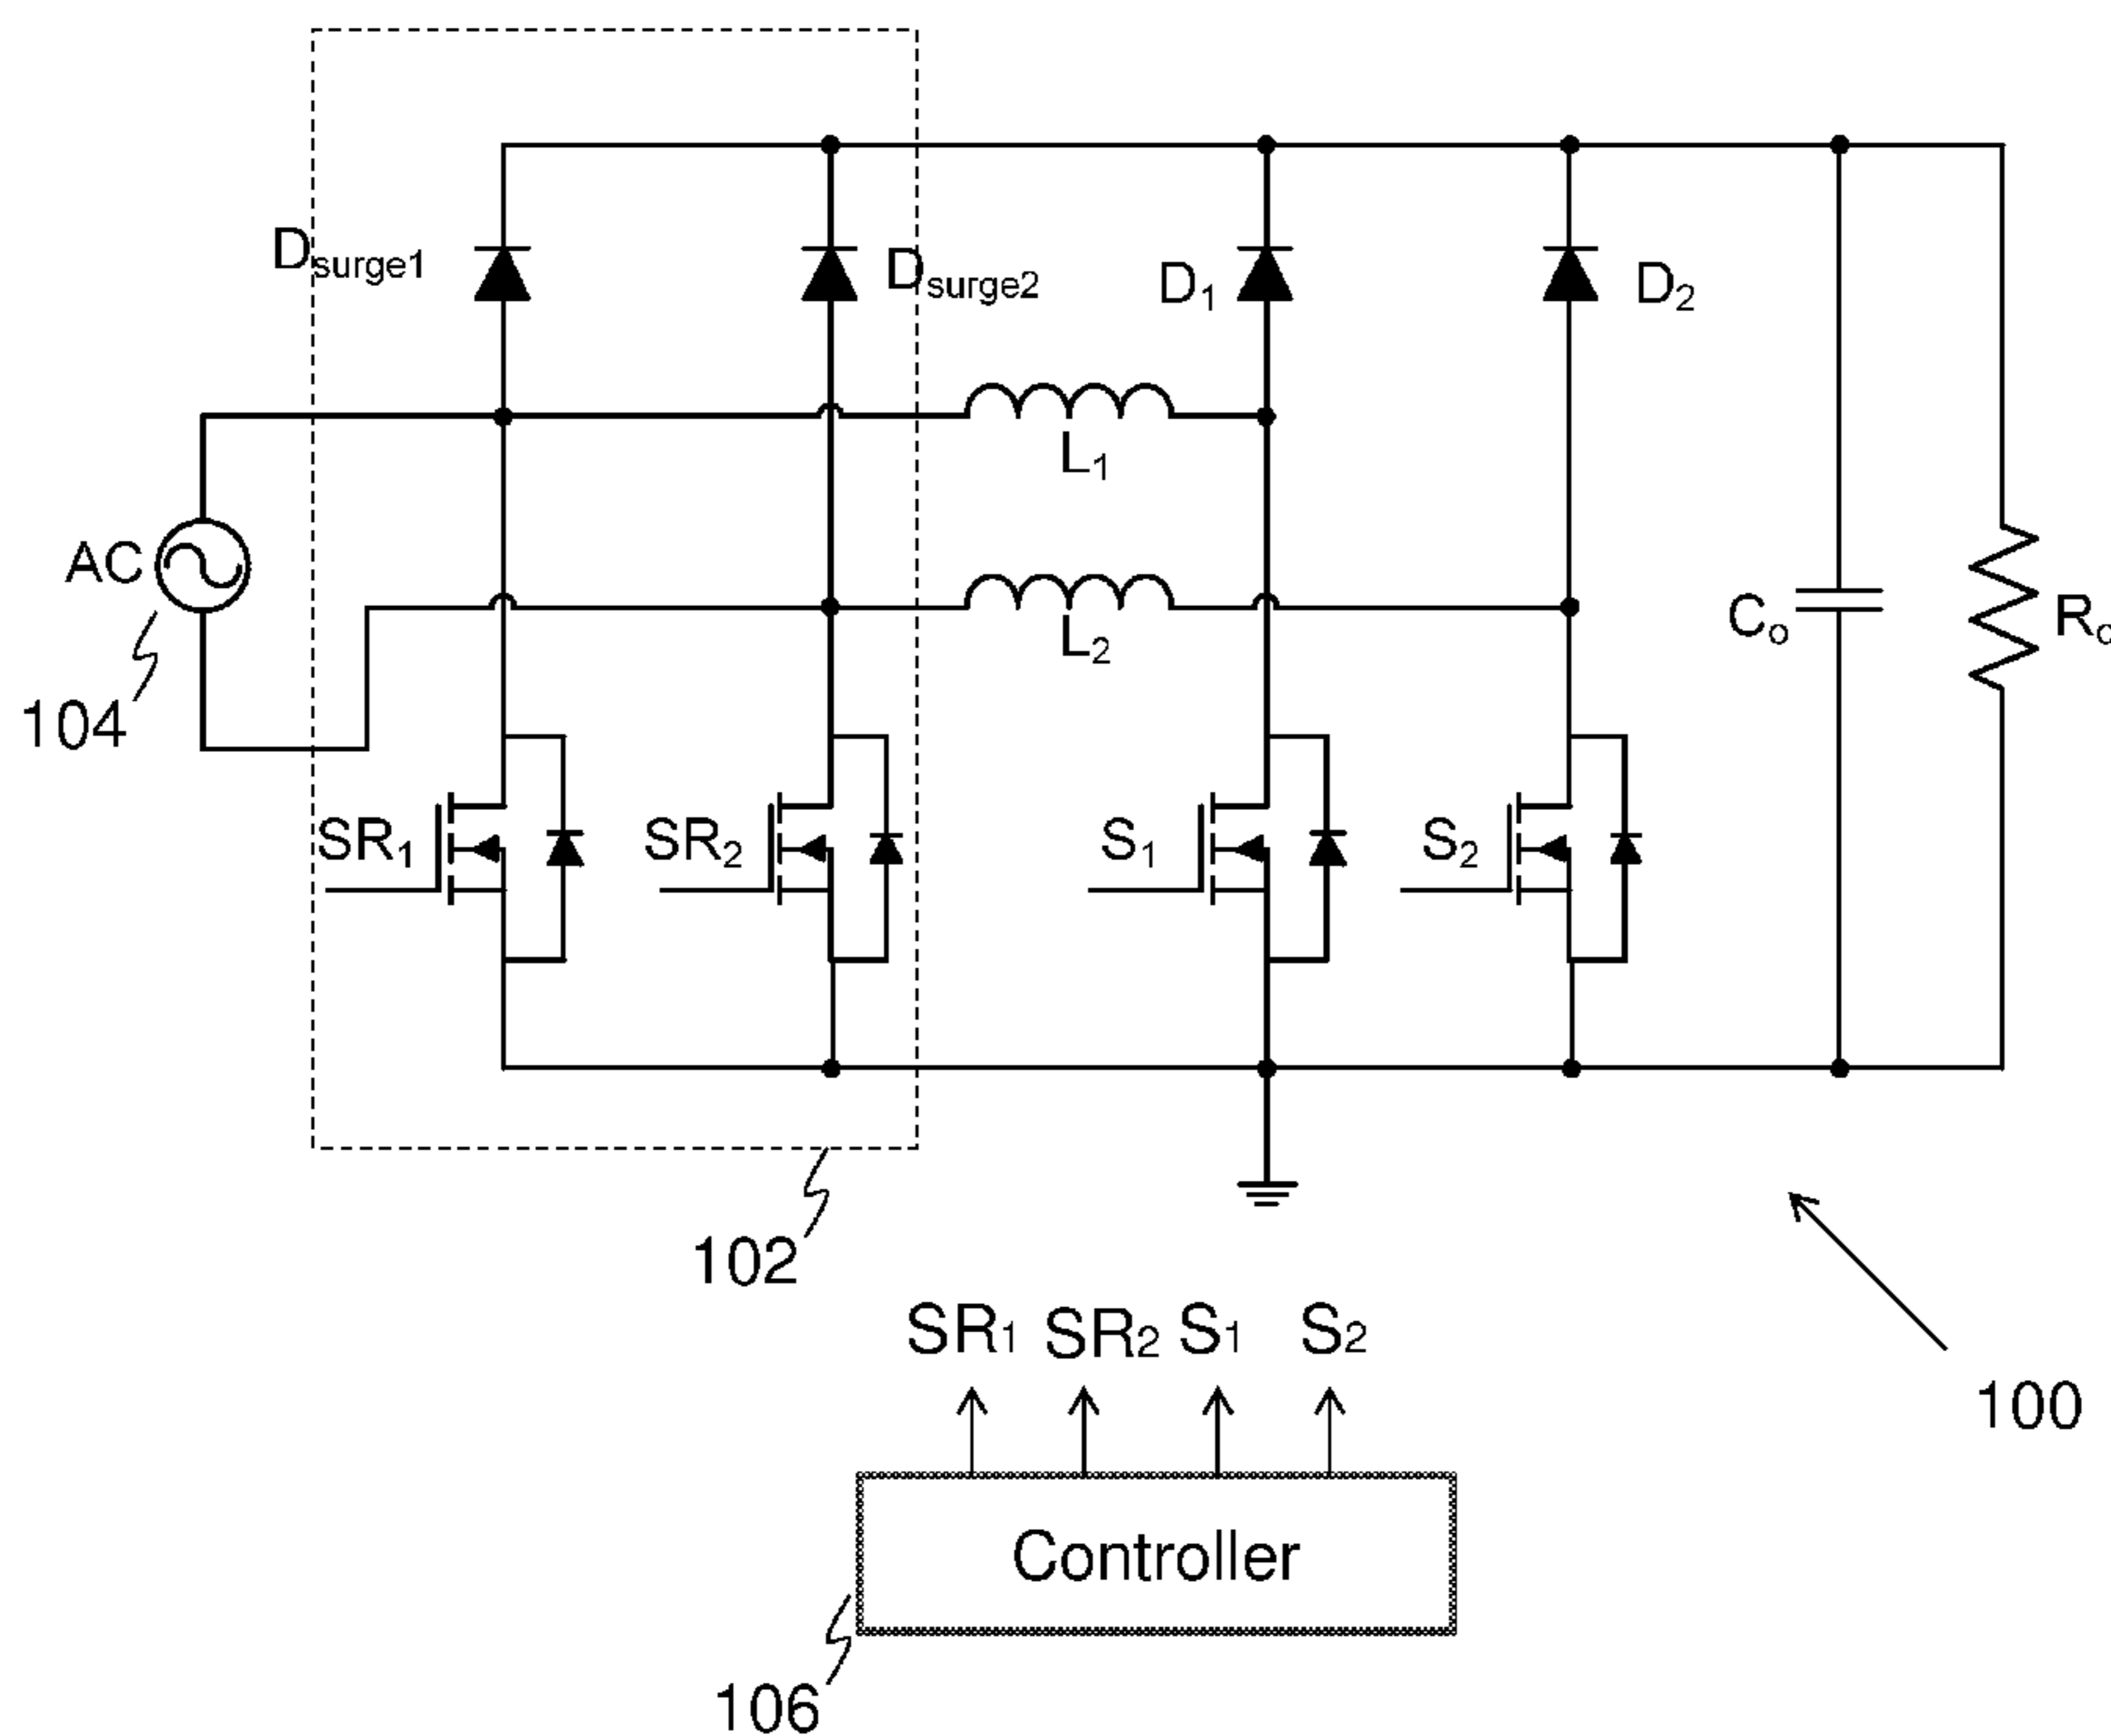 Dsurge1
Dsurge2
D1
D2
L1
AC
L2
Co
Ro
104
SR1
SR2
S1
S2
102
SR1 SR2 S1 S2
100
Controller
106